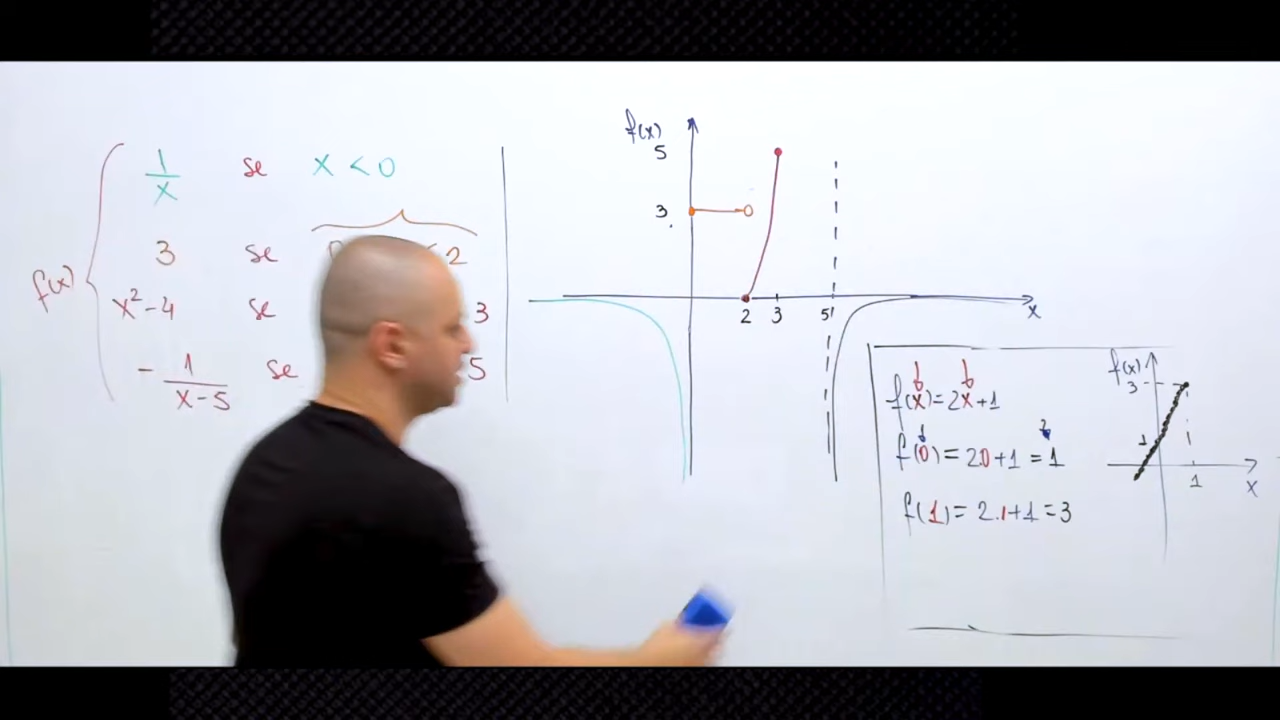 f(x)
1/x se x < 0
3 se 2
x²-4 se 3
- 1/(x-5) se 5
f(x)
5
3
2 3 5
x
f(x)=2x+1
f(0)=2.0+1=1
f(1)=2.1+1=3
f(x)
3
1
1
x